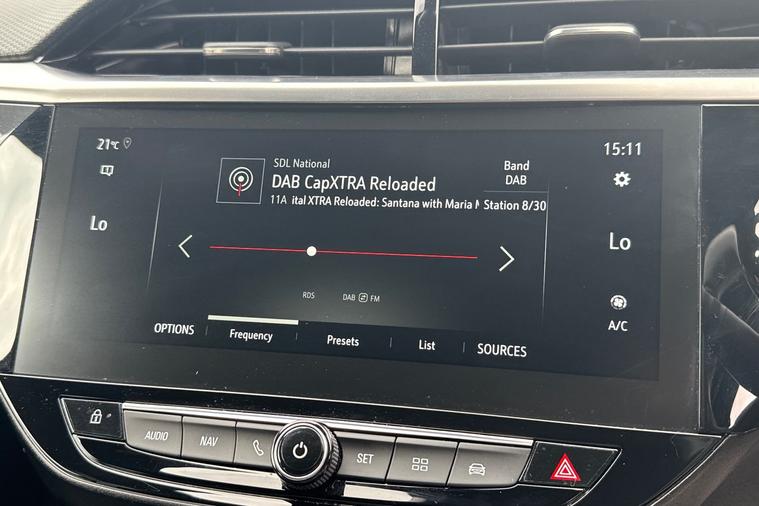 21°C
15:11
SDL National
DAB CapXTRA Reloaded
11A ital XTRA Reloaded: Santana with Maria
Band
DAB
Station 8/30
Lo
Lo
RDS
DAB FM
A/C
OPTIONS
Frequency
Presets
List
SOURCES
AUDIO
NAV
SET